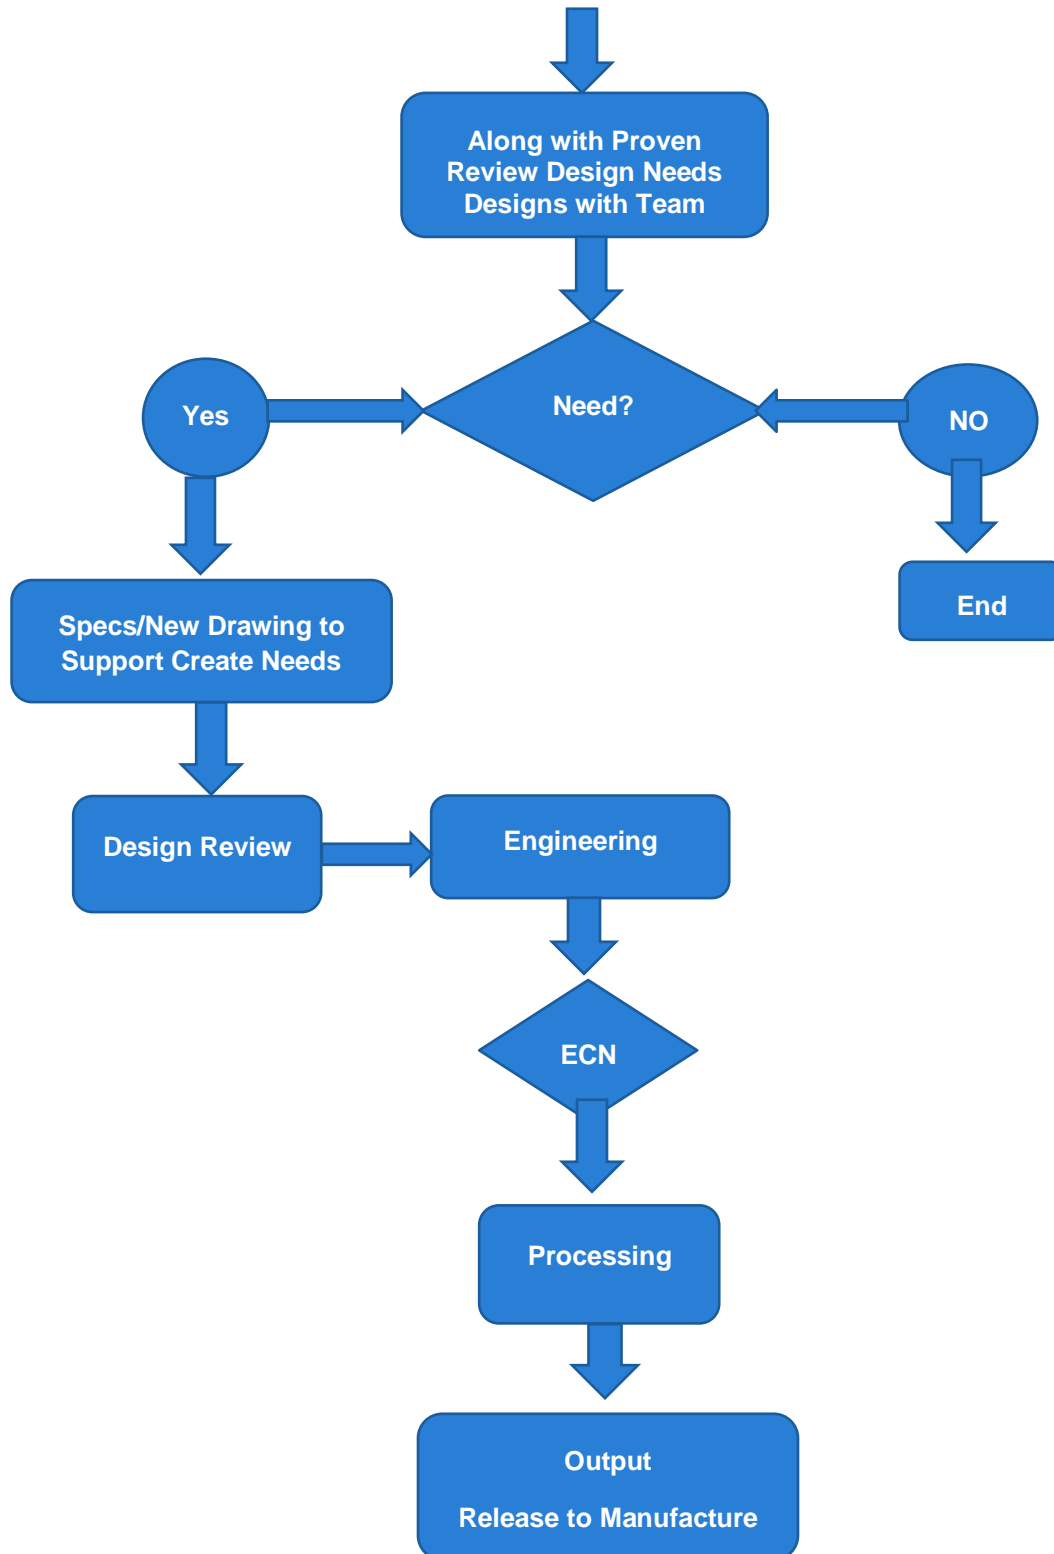 Along with Proven
Review Design Needs
Designs with Team
Need?
Yes
NO
End
Specs/New Drawing to
Support Create Needs
Design Review
Engineering
ECN
Processing
Output
Release to Manufacture